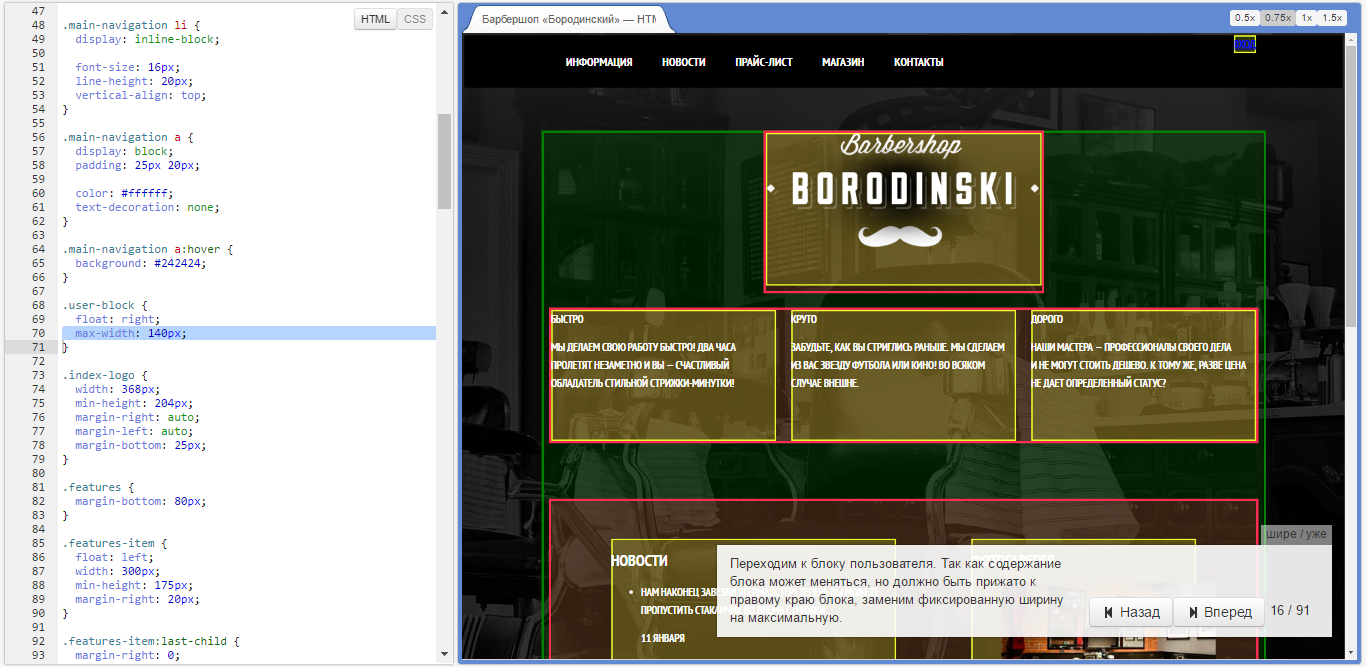 47
48 .main-navigation li {
49 display: inline-block;
50
51 font-size: 16px;
52 line-height: 20px;
53 vertical-align: top;
54 }
55
56 .main-navigation a {
57 display: block;
58 padding: 25px 20px;
59
60 color: #ffffff;
61 text-decoration: none;
62 }
63
64 .main-navigation a:hover {
65 background: #242424;
66 }
67
68 .user-block {
69 float: right;
70 max-width: 140px;
71 }
72
73 .index-logo {
74 width: 368px;
75 min-height: 204px;
76 margin-right: auto;
77 margin-left: auto;
78 margin-bottom: 25px;
79 }
80
81 .features {
82 margin-bottom: 80px;
83 }
84
85 .features-item {
86 float: left;
87 width: 300px;
88 min-height: 175px;
89 margin-right: 20px;
90 }
91
92 .features-item:last-child {
93 margin-right: 0;
HTML CSS
Барбершоп «Бородинский» — HTM
0.5x 0.75x 1x 1.5x
ИНФОРМАЦИЯ НОВОСТИ ПРАЙС-ЛИСТ МАГАЗИН КОНТАКТЫ
Barbershop
BORODINSKI
БЫСТРО
МЫ ДЕЛАЕМ СВОЮ РАБОТУ БЫСТРО! ДВА ЧАСА
ПРОЛЕТЯТ НЕЗАМЕТНО И ВЫ — СЧАСТЛИВЫЙ
ОБЛАДАТЕЛЬ СТИЛЬНОЙ СТРИЖКИ-МИНУТКИ!
КРУТО
ЗАБУДЬТЕ, КАК ВЫ СТРИГЛИСЬ РАНЬШЕ. МЫ СДЕЛАЕМ
ИЗ ВАС ЗВЕЗДУ ФУТБОЛА ИЛИ КИНО! ВО ВСЯКОМ
СЛУЧАЕ ВНЕШНЕ.
ДОРОГО
НАШИ МАСТЕРА — ПРОФЕССИОНАЛЫ СВОЕГО ДЕЛА
И НЕ МОГУТ СТОИТЬ ДЕШЕВО. К ТОМУ ЖЕ, РАЗВЕ ЦЕНА
НЕ ДАЕТ ОПРЕДЕЛЕННЫЙ СТАТУС?
НОВОСТИ
НАМ НАКОНЕЦ ЗАВЕЗЛИ
ПРОПУСТИТЬ СТАКАН
11 ЯНВАРЯ
ФОТОГАЛЕРЕЯ
шире / уже
Переходим к блоку пользователя. Так как содержание
блока может меняться, но должно быть прижато к
правому краю блока, заменим фиксированную ширину
на максимальную.
Назад Вперед 16 / 91